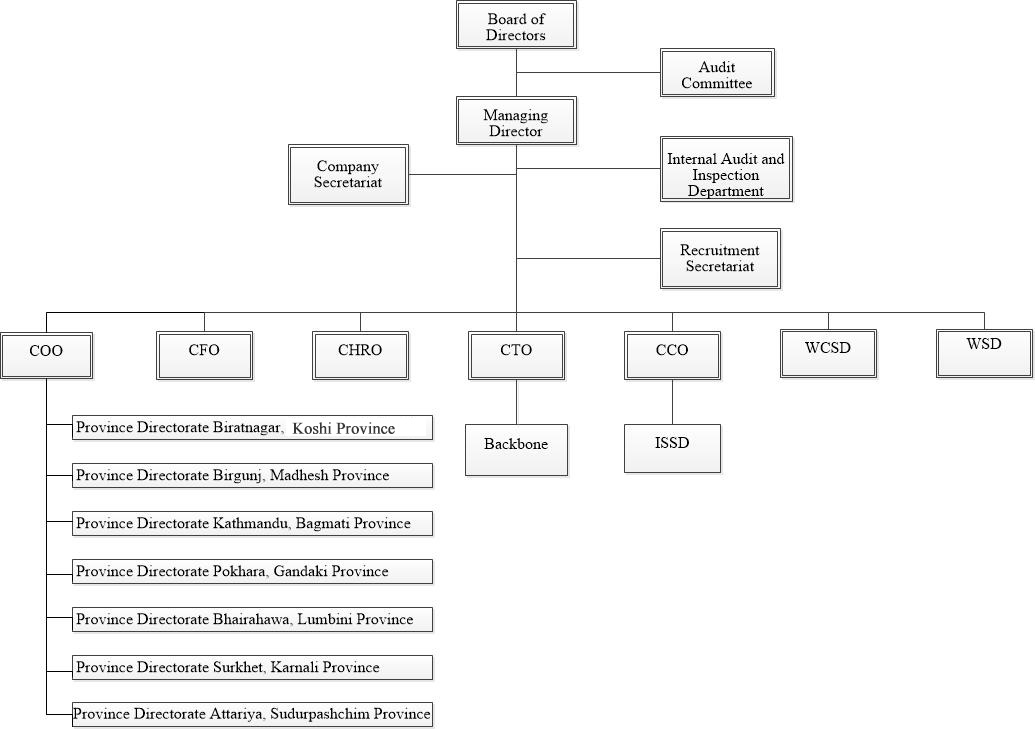 Board of
Directors
Audit
Committee
Managing
Director
Company
Secretariat
Internal Audit and
Inspection
Department
Recruitment
Secretariat
COO
CFO
CHRO
CTO
CCO
WCSD
WSD
Province Directorate Biratnagar, Koshi Province
Backbone
ISSD
Province Directorate Birgunj, Madhesh Province
Province Directorate Kathmandu, Bagmati Province
Province Directorate Pokhara, Gandaki Province
Province Directorate Bhairahawa, Lumbini Province
Province Directorate Surkhet, Karnali Province
Province Directorate Attariya, Sudurpashchim Province